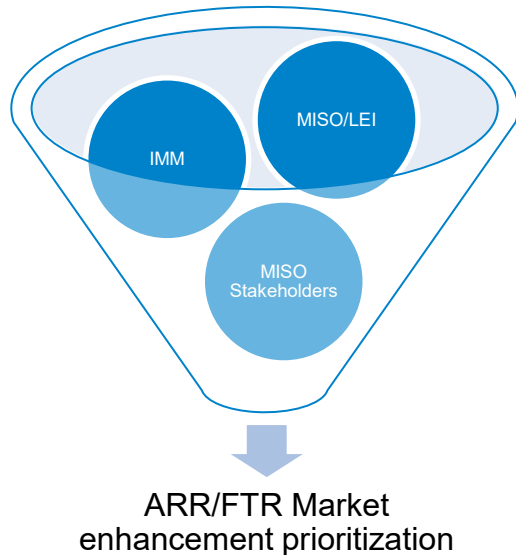 MISO/LEI
IMM
MISO
Stakeholders
ARR/FTR Market
enhancement prioritization